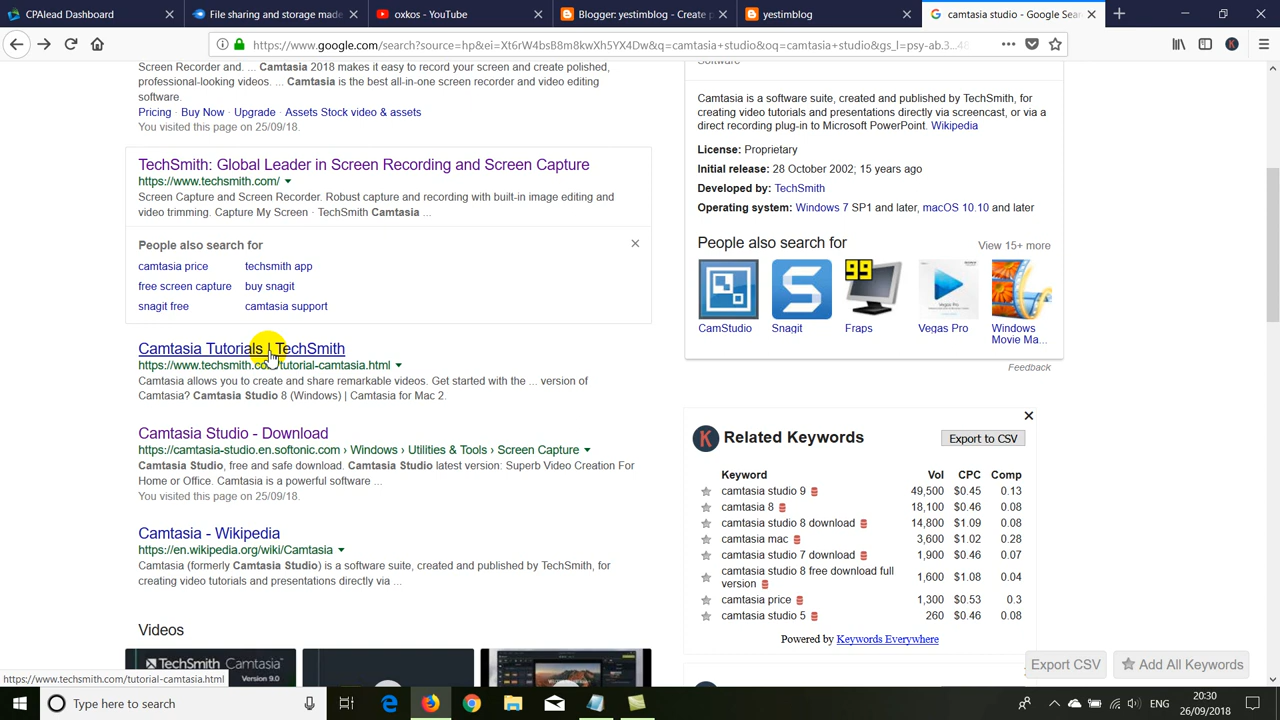 CPAlead Dashboard
File sharing and storage made
oxkos - YouTube
Blogger: yestimblog - Create p
yestimblog
camtasia studio - Google Sear
https://www.google.com/search?source=hp&ei=Xt6rW4bsB8m8kwXh5YX4Dw&q=camtasia+studio&oq=camtasia+studio&gs_l=psy-ab.3...48
Screen Recorder and. ... Camtasia 2018 makes it easy to record your screen and create polished,
professional-looking videos. ... Camtasia is the best all-in-one screen recorder and video editing
software.
Pricing · Buy Now · Upgrade · Assets Stock video & assets
You visited this page on 25/09/18.
TechSmith: Global Leader in Screen Recording and Screen Capture
https://www.techsmith.com/
Screen Capture and Screen Recorder. Robust capture and recording with built-in image editing and
video trimming. Capture My Screen · TechSmith Camtasia ...
People also search for
camtasia price techsmith app
free screen capture buy snagit
snagit free camtasia support
Camtasia Tutorials | TechSmith
https://www.techsmith.com/tutorial-camtasia.html
Camtasia allows you to create and share remarkable videos. Get started with the ... version of
Camtasia? Camtasia Studio 8 (Windows) | Camtasia for Mac 2.
Camtasia Studio - Download
https://camtasia-studio.en.softonic.com › Windows › Utilities & Tools › Screen Capture
Camtasia Studio, free and safe download. Camtasia Studio latest version: Superb Video Creation For
Home or Office. Camtasia is a powerful software ...
You visited this page on 25/09/18.
Camtasia - Wikipedia
https://en.wikipedia.org/wiki/Camtasia
Camtasia (formerly Camtasia Studio) is a software suite, created and published by TechSmith, for
creating video tutorials and presentations directly via ...
Videos
TechSmith Camtasia
Version 9.0
https://www.techsmith.com/tutorial-camtasia.html
Software
Camtasia is a software suite, created and published by TechSmith, for
creating video tutorials and presentations directly via screencast, or via a
direct recording plug-in to Microsoft PowerPoint. Wikipedia
License: Proprietary
Initial release: 28 October 2002; 15 years ago
Developed by: TechSmith
Operating system: Windows 7 SP1 and later, macOS 10.10 and later
People also search for View 15+ more
99
CamStudio Snagit Fraps Vegas Pro Windows
Movie Ma...
Feedback
K Related Keywords Export to CSV
Keyword Vol CPC Comp
camtasia studio 9 49,500 $0.45 0.13
camtasia 8 18,100 $0.46 0.08
camtasia studio 8 download 14,800 $1.09 0.08
camtasia mac 3,600 $1.02 0.28
camtasia studio 7 download 1,900 $0.46 0.07
camtasia studio 8 free download full
version 1,600 $1.08 0.04
camtasia price 1,300 $0.53 0.3
camtasia studio 5 260 $0.46 0.08
Powered by Keywords Everywhere
Export CSV Add All Keywords
Type here to search
ENG
20:30
26/09/2018